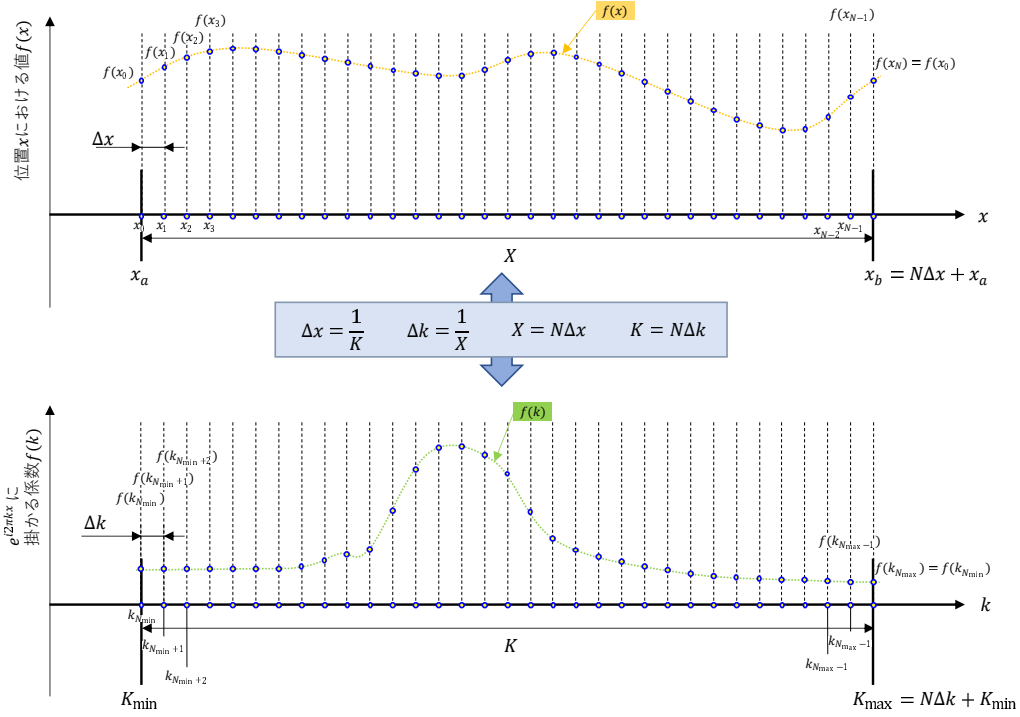 f(x)
f(x_{N−1})
f(x_3)
f(x_2)
f(x_1)
f(x_0)
f(x_N) = f(x_0)
位置xにおける値f(x)
Δx
x
x_0 x_1 x_2 x_3
x_{N−2} x_{N−1}
X
x_a
x_b = NΔx + x_a
Δx = 1/K Δk = 1/X X = NΔx K = NΔk
f(k)
f(k_{N_min +2})
f(k_{N_min +1})
f(k_{N_min})
e^{i2πkx}に
掛かる係数f(k)
Δk
f(k_{N_max −1})
f(k_{N_max}) = f(k_{N_min})
k
k_{N_min}
k_{N_min +1}
k_{N_min +2}
K
k_{N_max −1}
k_{N_max −1}
K_min
K_max = NΔk + K_min